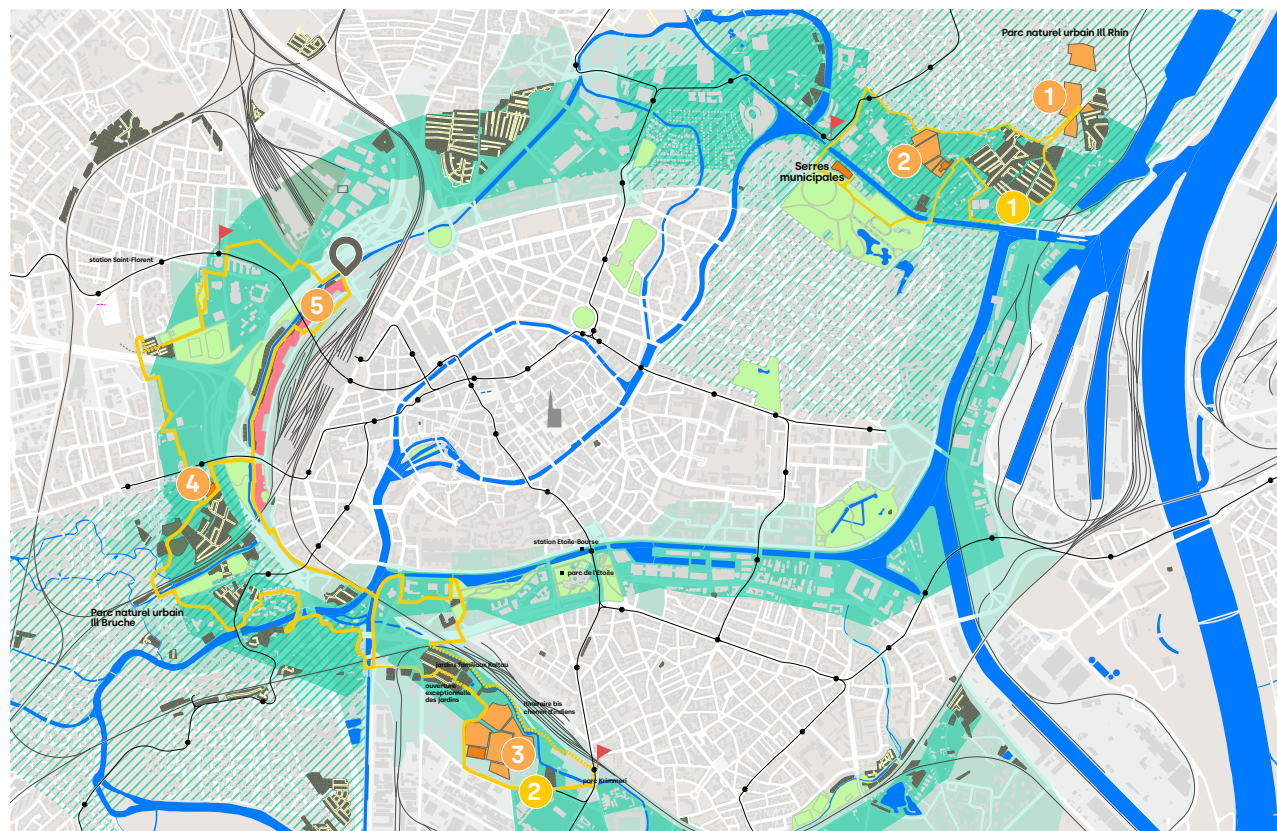 Parc naturel urbain Ill Rhin
1
2
Serres
municipales
1
station Saint-Florent
5
4
station Etoile-Bourse
parc de l'Etoile
Parc naturel urbain
Ill Bruche
jardins familiaux Kaltau
ouverture
exceptionnelle
des jardins
itinéraire bis
chemin d'indiens
3
parc Krimmeri
2